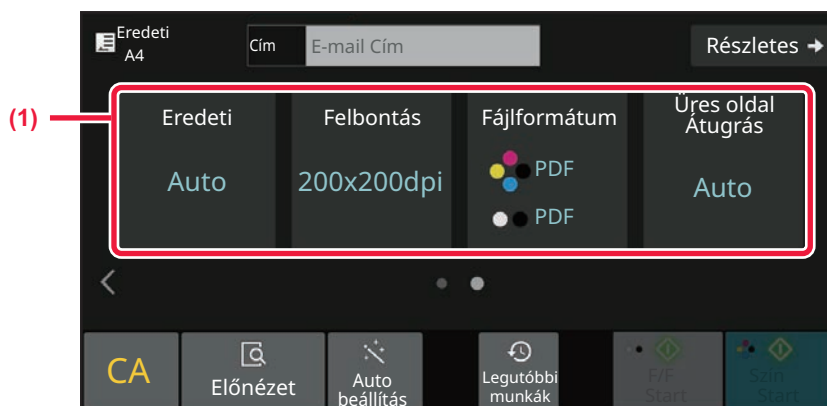 Eredeti
A4
Cím
E-mail Cím
Részletes
(1)
Eredeti
Auto
Felbontás
200x200dpi
Fájlformátum
PDF
PDF
Üres oldal
Átugrás
Auto
CA
Előnézet
Auto
beállítás
Legutóbbi
munkák
F/F
Start
Szín
Start